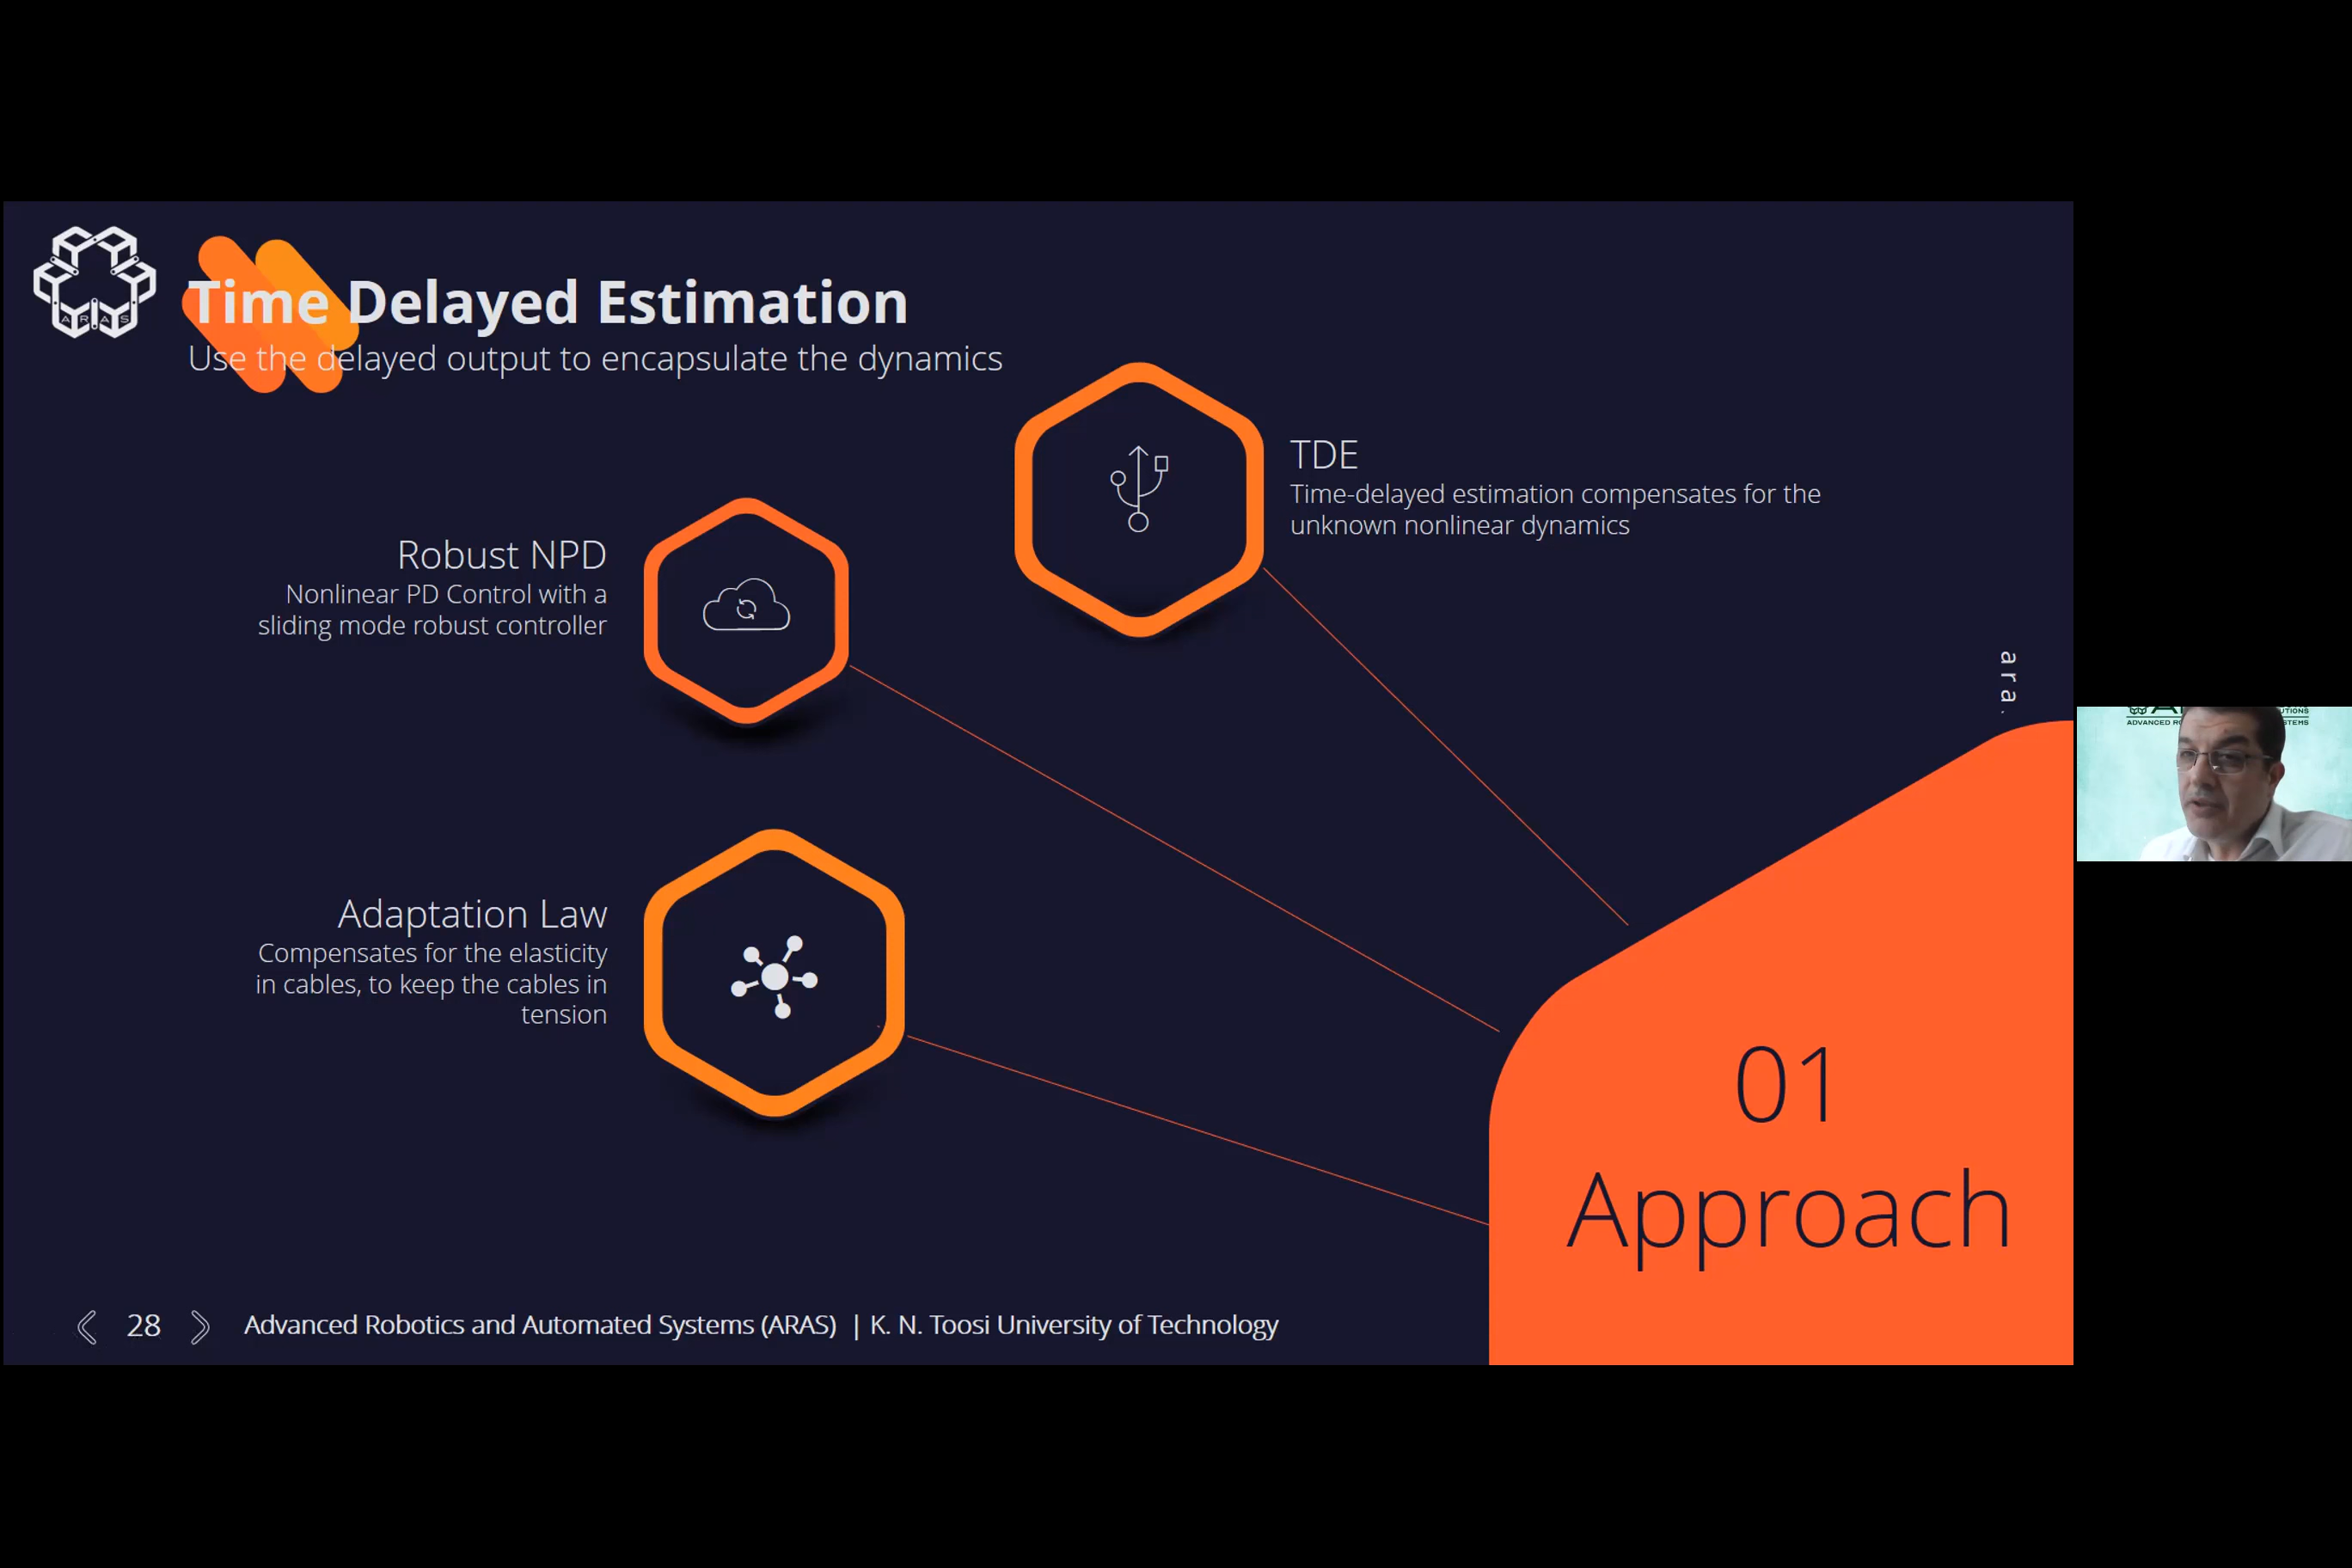 ARAS
Time Delayed Estimation
Use the delayed output to encapsulate the dynamics
TDE
Time-delayed estimation compensates for the
unknown nonlinear dynamics
Robust NPD
Nonlinear PD Control with a
sliding mode robust controller
ara
ADVANCED
Adaptation Law
Compensates for the elasticity
in cables, to keep the cables in
tension
01
Approach
28
Advanced Robotics and Automated Systems (ARAS) | K. N. Toosi University of Technology